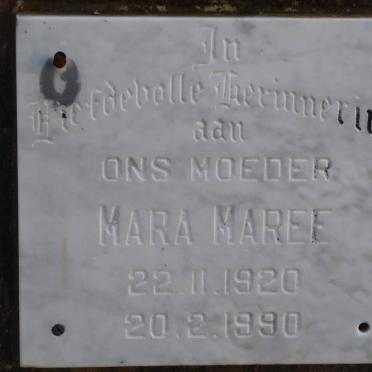 In
Liefdevolle Herinnerin
aan
ONS MOEDER
MARA MAREE
22.11.1920
20.2.1990